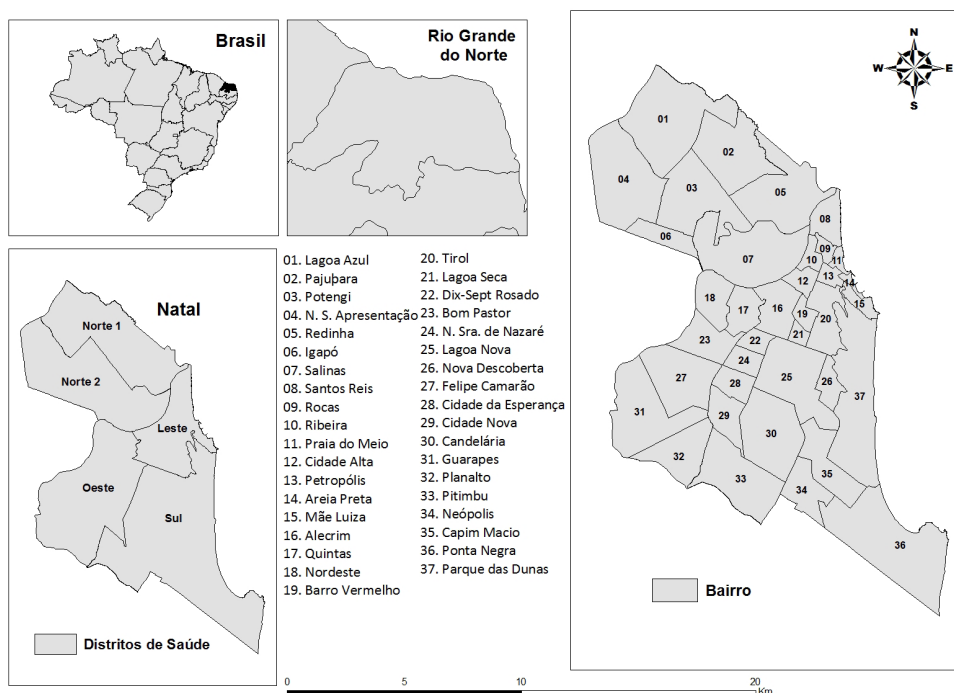 Brasil
Rio Grande
do Norte
N
W
E
S
01
02
03
04
05
06
07
08
09
10
11
12
13
14
15
16
17
18
19
20
21
22
23
24
25
26
27
28
29
30
31
32
33
34
35
36
37
Bairro
Natal
Norte 1
Norte 2
Leste
Oeste
Sul
Distritos de Saúde
01. Lagoa Azul
02. Pajuþara
03. Potengi
04. N. S. Apresentação
05. Redinha
06. Igapó
07. Salinas
08. Santos Reis
09. Rocas
10. Ribeira
11. Praia do Meio
12. Cidade Alta
13. Petropólis
14. Areia Preta
15. Mãe Luiza
16. Alecrim
17. Quintas
18. Nordeste
19. Barro Vermelho
20. Tirol
21. Lagoa Seca
22. Dix-Sept Rosado
23. Bom Pastor
24. N. Sra. de Nazaré
25. Lagoa Nova
26. Nova Descoberta
27. Felipe Camarão
28. Cidade da Esperança
29. Cidade Nova
30. Candelária
31. Guarapes
32. Planalto
33. Pitimbu
34. Neópolis
35. Capim Macio
36. Ponta Negra
37. Parque das Dunas
0 5 10 20
Km